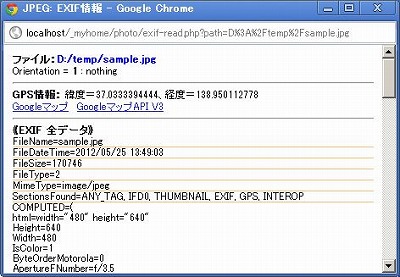 JPEG: EXIF情報 - Google Chrome
localhost/_myhome/photo/exif-read.php?path=D%3A%2Ftemp%2Fsample.jpg
ファイル: D:/temp/sample.jpg
Orientation = 1 : nothing
GPS情報: 緯度＝37.0333394444、経度＝138.950112778
Googleマップ GoogleマップAPI V3
《EXIF 全データ》
FileName=sample.jpg
FileDateTime=2012/05/25 13:49:03
FileSize=170746
FileType=2
MimeType=image/jpeg
SectionsFound=ANY_TAG, IFD0, THUMBNAIL, EXIF, GPS, INTEROP
COMPUTED=(
html=width="480" height="640"
Height=640
Width=480
IsColor=1
ByteOrderMotorola=0
ApertureFNumber=f/3.5